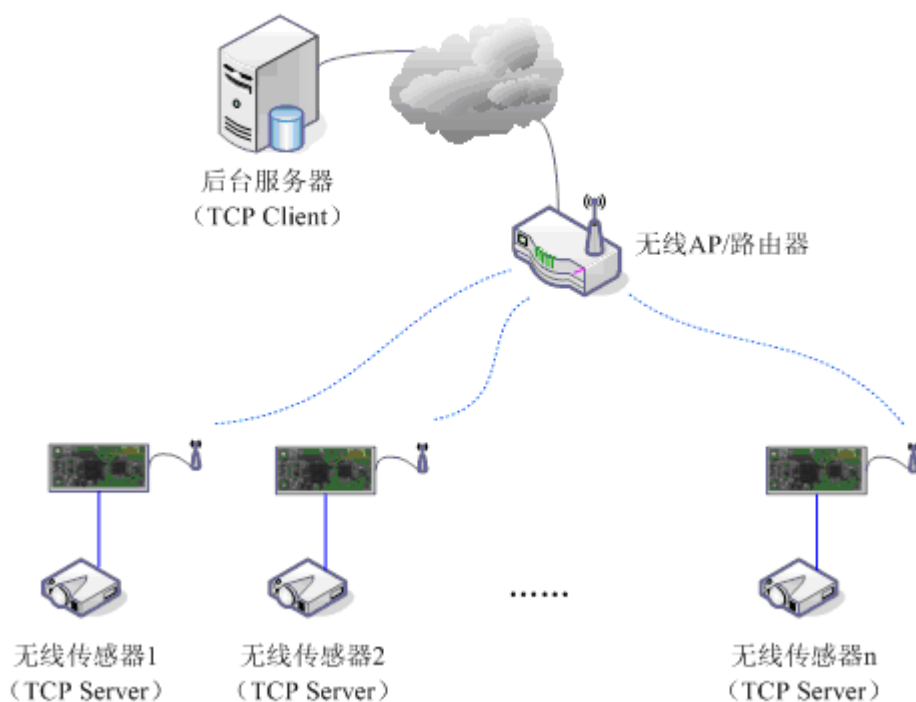 后台服务器
（TCP Client）
无线AP/路由器
……
无线传感器1
（TCP Server）
无线传感器2
（TCP Server）
无线传感器n
（TCP Server）